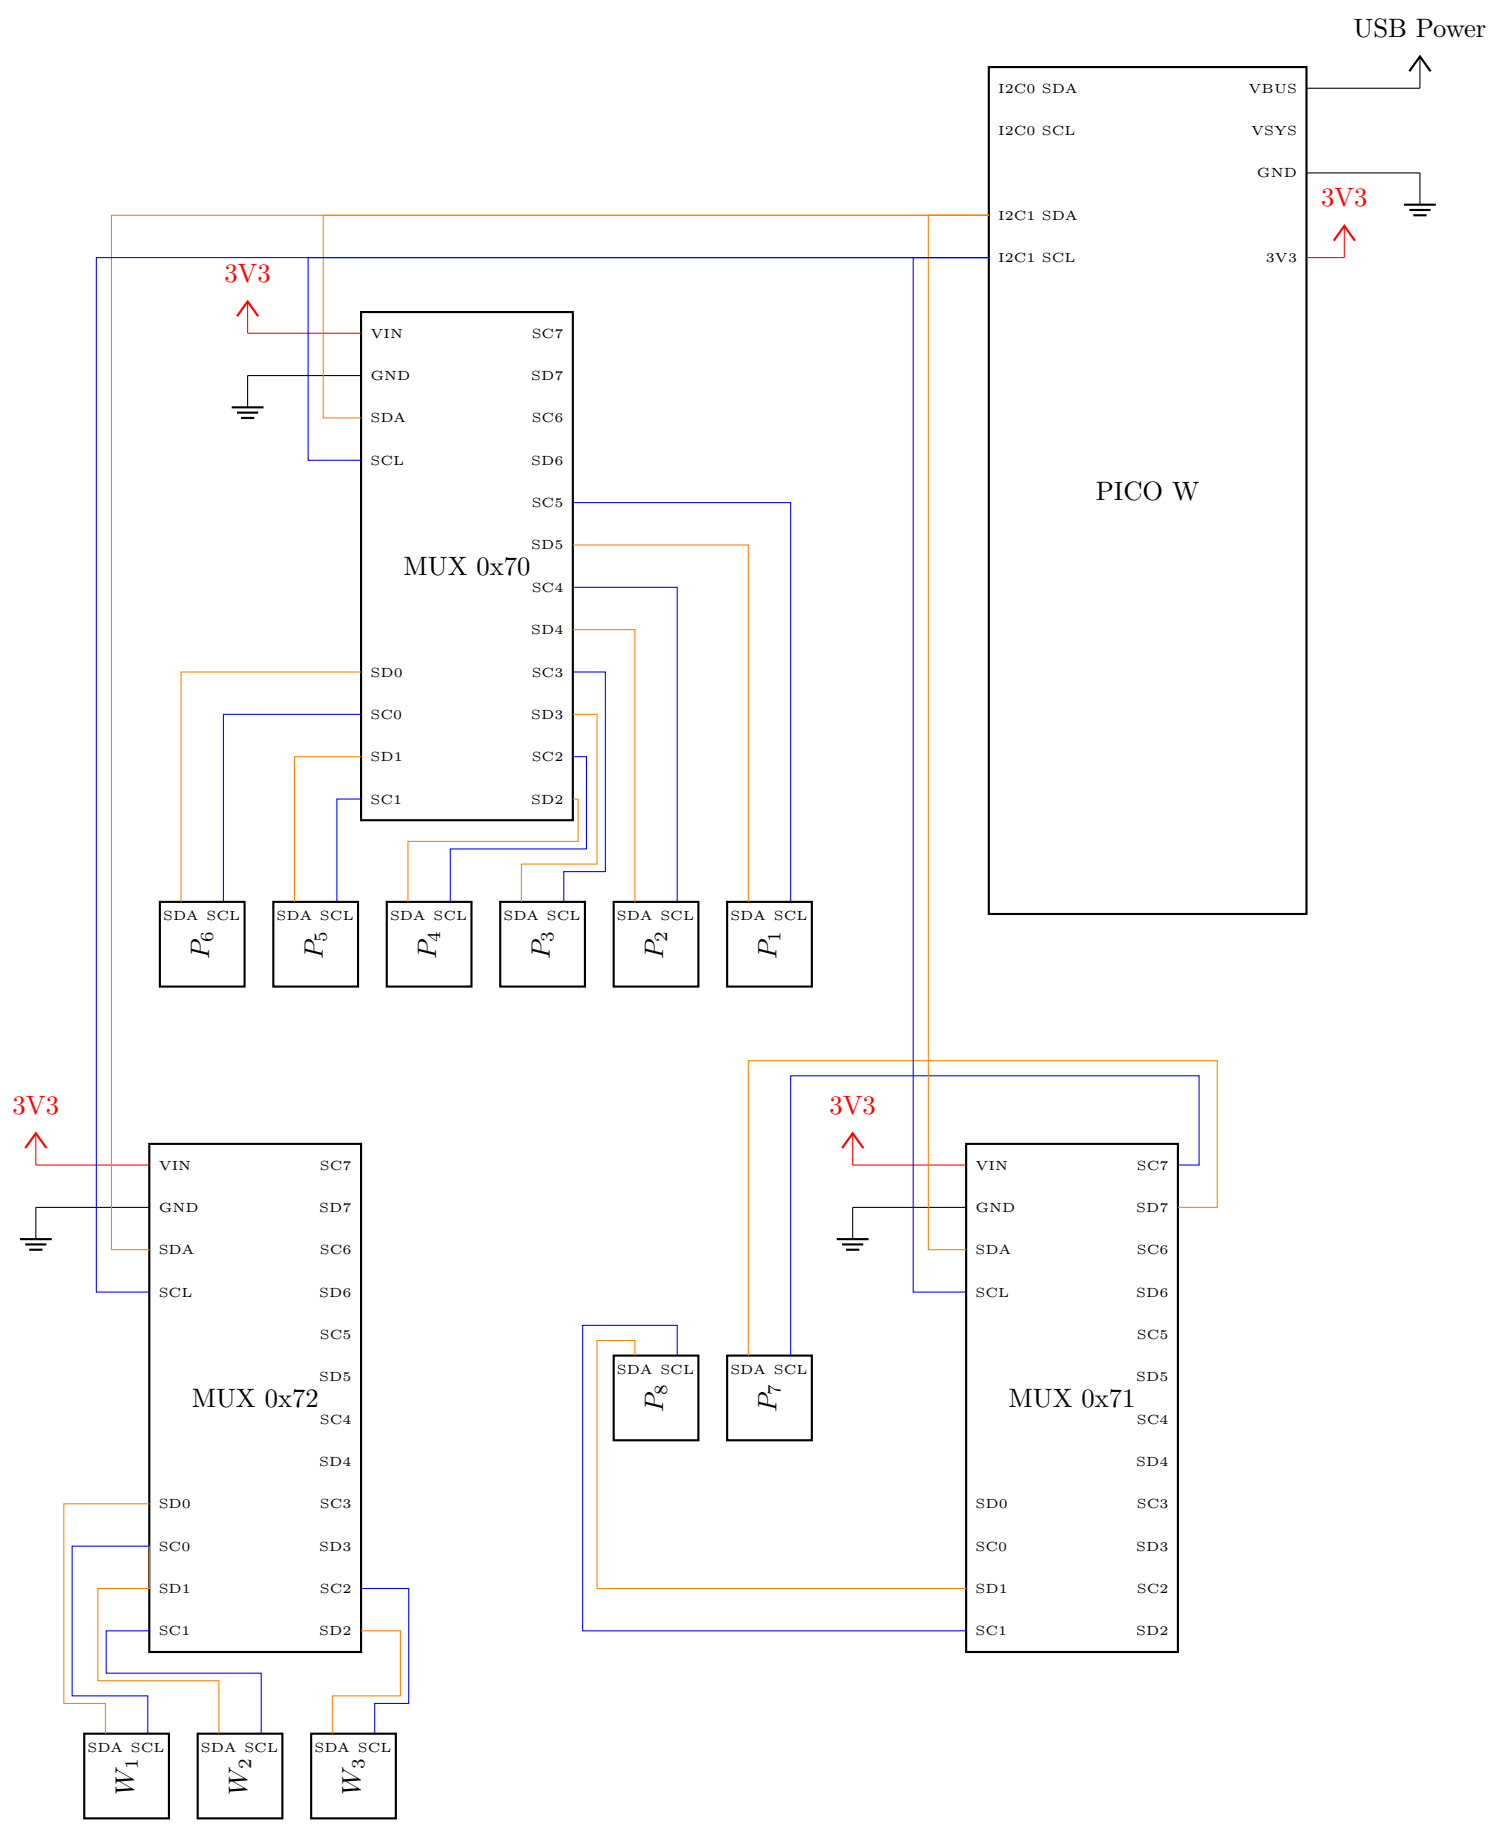 USB Power
I2C0 SDA VBUS
I2C0 SCL VSYS
GND
3V3
I2C1 SDA
I2C1 SCL 3V3
PICO W
3V3
VIN SC7
GND SD7
SDA SC6
SCL SD6
SC5
SD5
MUX 0x70
SC4
SD4
SD0 SC3
SC0 SD3
SD1 SC2
SC1 SD2
SDA SCL SDA SCL SDA SCL SDA SCL SDA SCL SDA SCL
P6 P5 P4 P3 P2 P1
3V3
VIN SC7
GND SD7
SDA SC6
SCL SD6
SC5
SD5
MUX 0x72
SC4
SD4
SD0 SC3
SC0 SD3
SD1 SC2
SC1 SD2
SDA SCL SDA SCL SDA SCL
W1 W2 W3
SDA SCL SDA SCL
P8 P7
3V3
VIN SC7
GND SD7
SDA SC6
SCL SD6
SC5
SD5
MUX 0x71
SC4
SD4
SD0 SC3
SC0 SD3
SD1 SC2
SC1 SD2